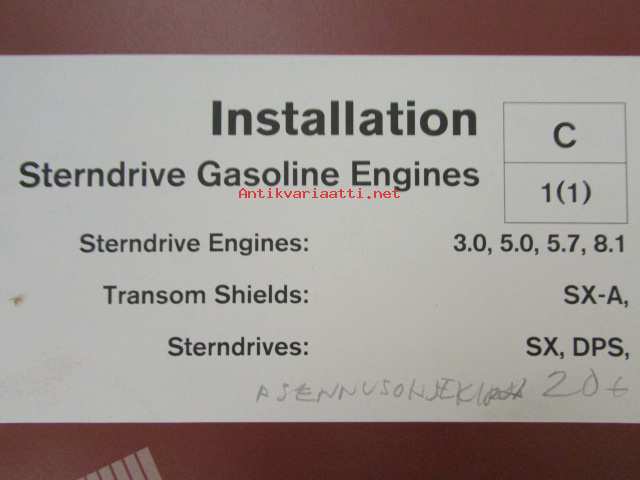 Installation
C
Sterndrive Gasoline Engines
1(1)
Antikvariaatti.net
Sterndrive Engines: 3.0, 5.0, 5.7, 8.1
Transom Shields: SX-A,
Sterndrives: SX, DPS,
20€